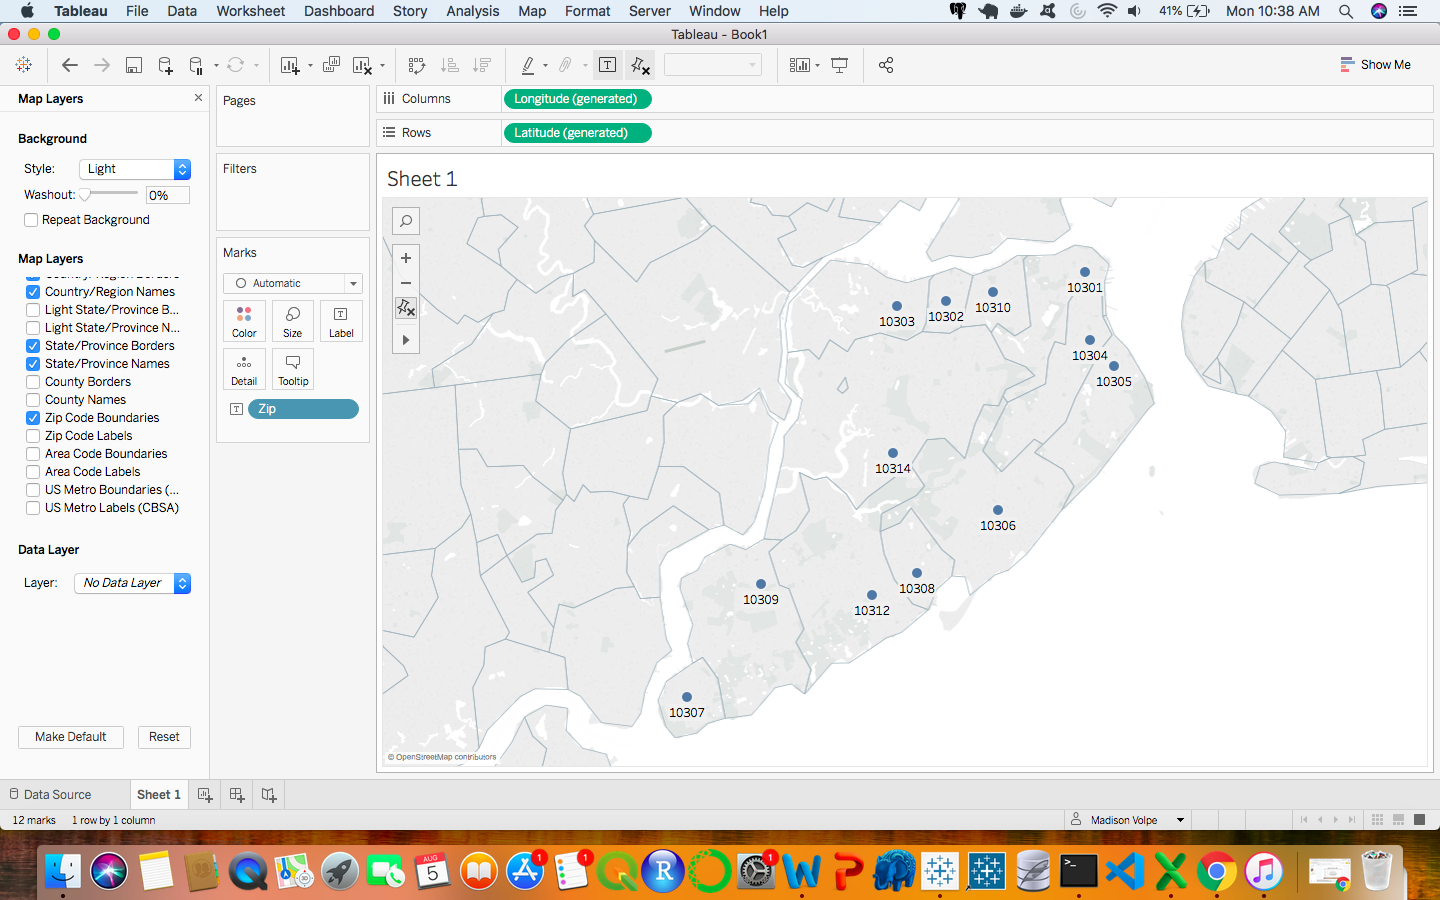 Tableau File Data Worksheet Dashboard Story Analysis Map Format Server Window Help 41% Mon 10:38 AM
Tableau - Book1
Show Me
Map Layers
Background
Style: Light
Washout: 0%
Repeat Background
Map Layers
Country/Region Borders
Country/Region Names
Light State/Province B...
Light State/Province N...
State/Province Borders
State/Province Names
County Borders
County Names
Zip Code Boundaries
Zip Code Labels
Area Code Boundaries
Area Code Labels
US Metro Boundaries (...
US Metro Labels (CBSA)
Data Layer
Layer: No Data Layer
Make Default Reset
Pages
Filters
Marks
Automatic
Color Size Label
Detail Tooltip
Zip
Columns Longitude (generated)
Rows Latitude (generated)
Sheet 1
10301
10310
10302
10303
10304
10305
10314
10306
10308
10309
10312
10307
© OpenStreetMap contributors
Data Source Sheet 1
12 marks 1 row by 1 column Madison Volpe
AUG
5
1
1
1